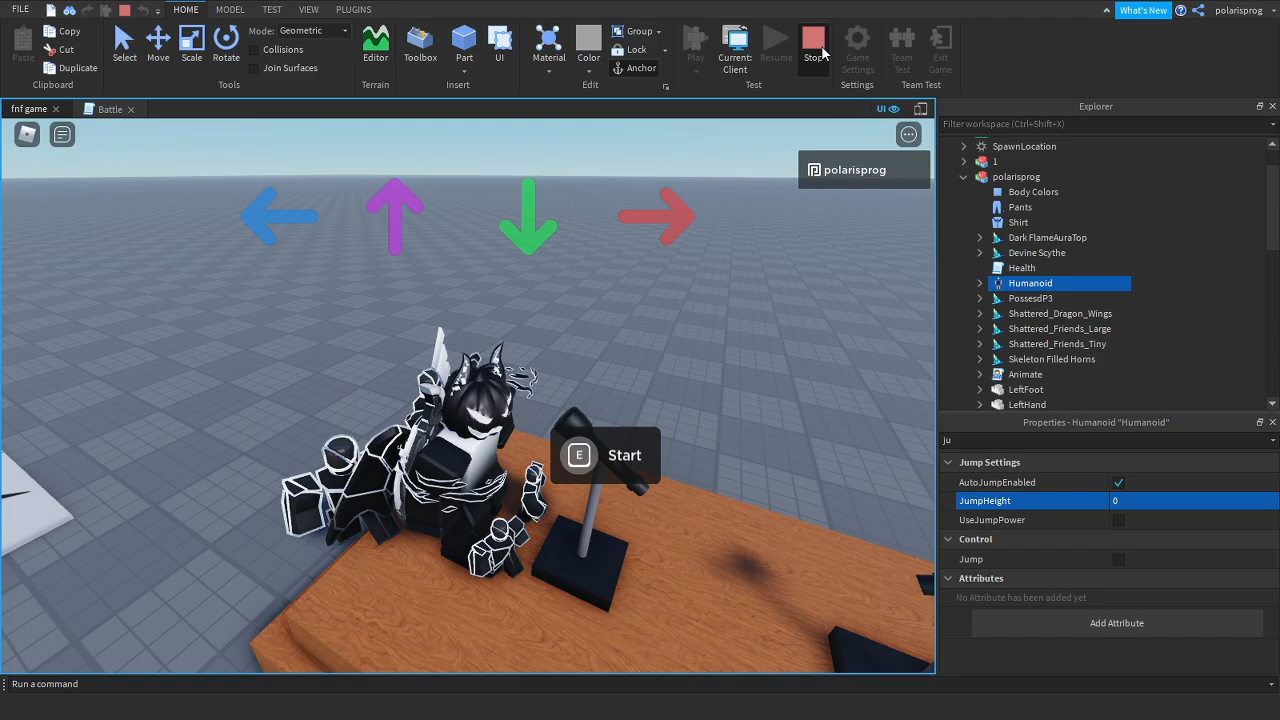 FILE HOME MODEL TEST VIEW PLUGINS What's New polarisprog
Paste Copy Cut Duplicate Clipboard
Select Move Scale Rotate Mode: Geometric Collisions Join Surfaces Tools
Editor Terrain
Toolbox Part UI Insert
Material Color Group Lock Anchor Edit
Play Current: Client Resume Stop Test
Game Settings Settings
Team Test Exit Game Team Test
fnf game Battle UI
polarisprog
E Start
Explorer
Filter workspace (Ctrl+Shift+X)
SpawnLocation
1
polarisprog
Body Colors
Pants
Shirt
Dark FlameAuraTop
Devine Scythe
Health
Humanoid
PossesdP3
Shattered_Dragon_Wings
Shattered_Friends_Large
Shattered_Friends_Tiny
Skeleton Filled Horns
Animate
LeftFoot
LeftHand
Properties - Humanoid "Humanoid"
ju
Jump Settings
AutoJumpEnabled
JumpHeight 0
UseJumpPower
Control
Jump
Attributes
No Attribute has been added yet
Add Attribute
Run a command